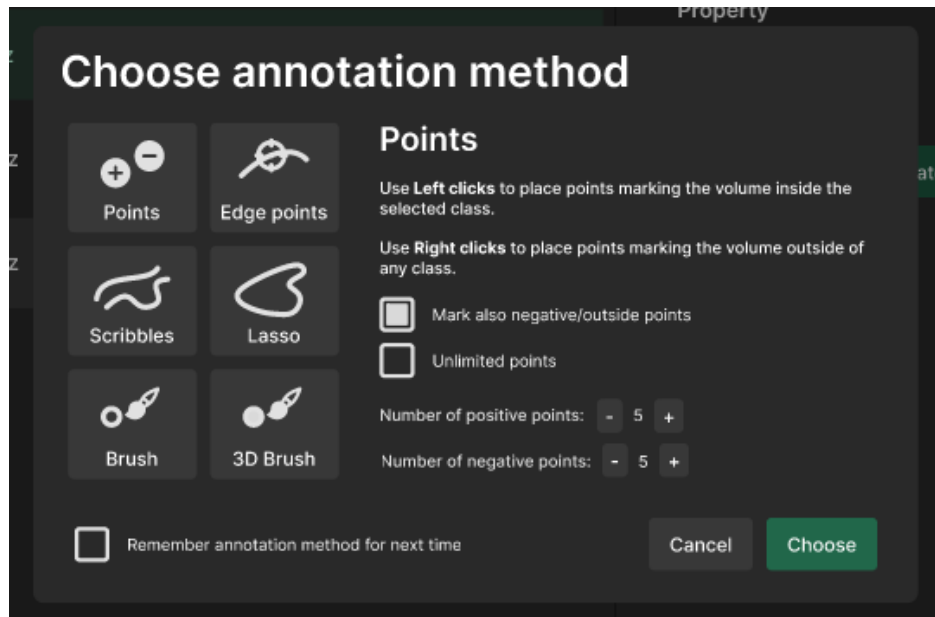 Property
Choose annotation method
Points
Edge points
Scribbles
Lasso
Brush
3D Brush
Points
Use Left clicks to place points marking the volume inside the
selected class.
Use Right clicks to place points marking the volume outside of
any class.
Mark also negative/outside points
Unlimited points
Number of positive points: - 5 +
Number of negative points: - 5 +
Remember annotation method for next time
Cancel
Choose
z
z
z
at